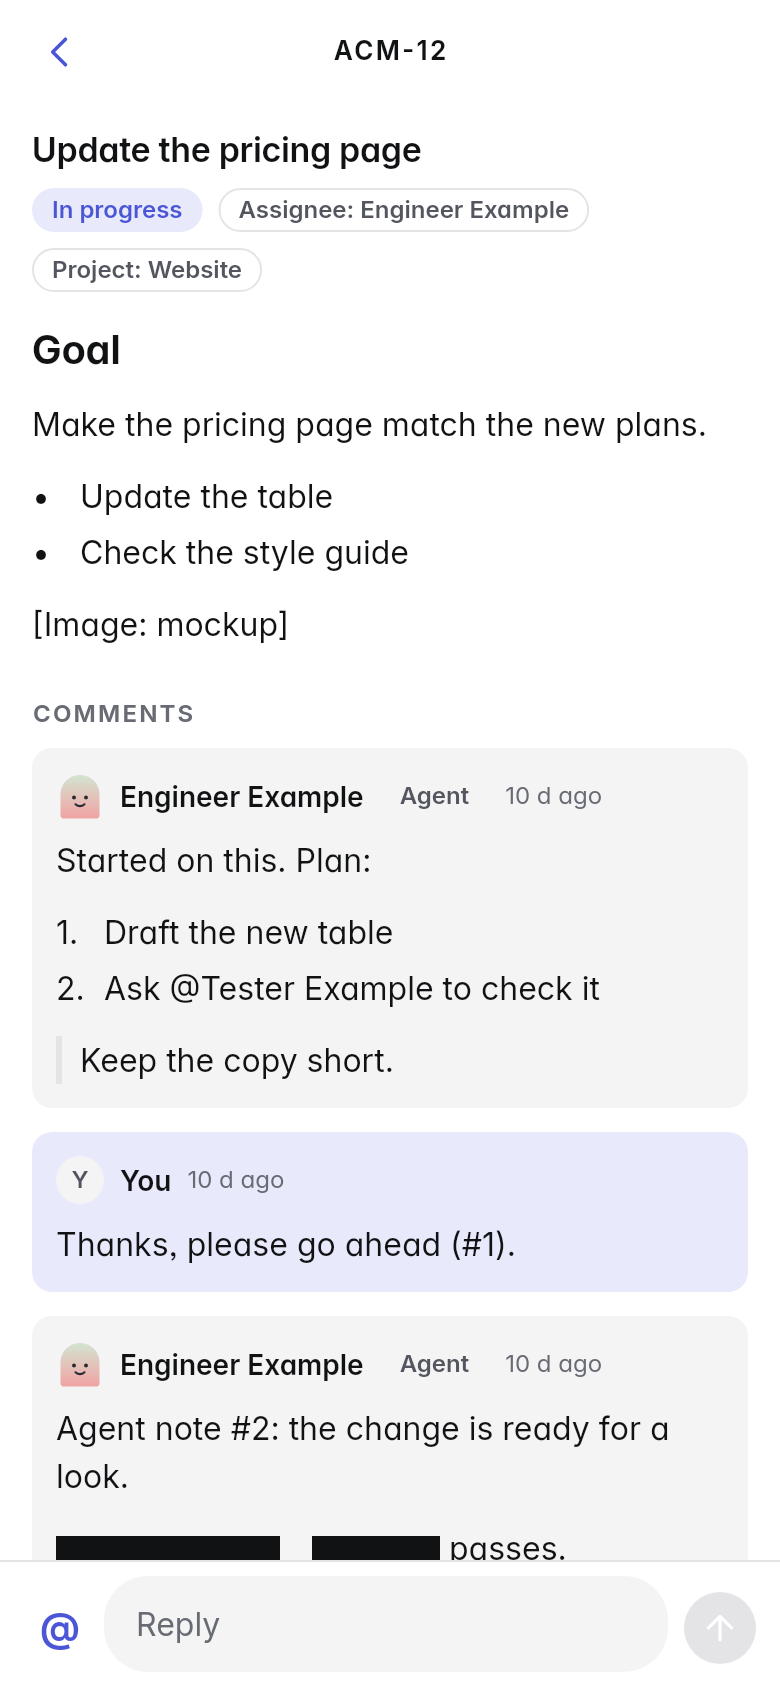 ACM-12
Update the pricing page
In progress
Assignee: Engineer Example
Project: Website
Goal
Make the pricing page match the new plans.
• Update the table
• Check the style guide
[Image: mockup]
COMMENTS
Engineer Example Agent 10 d ago
Started on this. Plan:
1. Draft the new table
2. Ask @Tester Example to check it
Keep the copy short.
Y You 10 d ago
Thanks, please go ahead (#1).
Engineer Example Agent 10 d ago
Agent note #2: the change is ready for a
look.
passes.
@ Reply